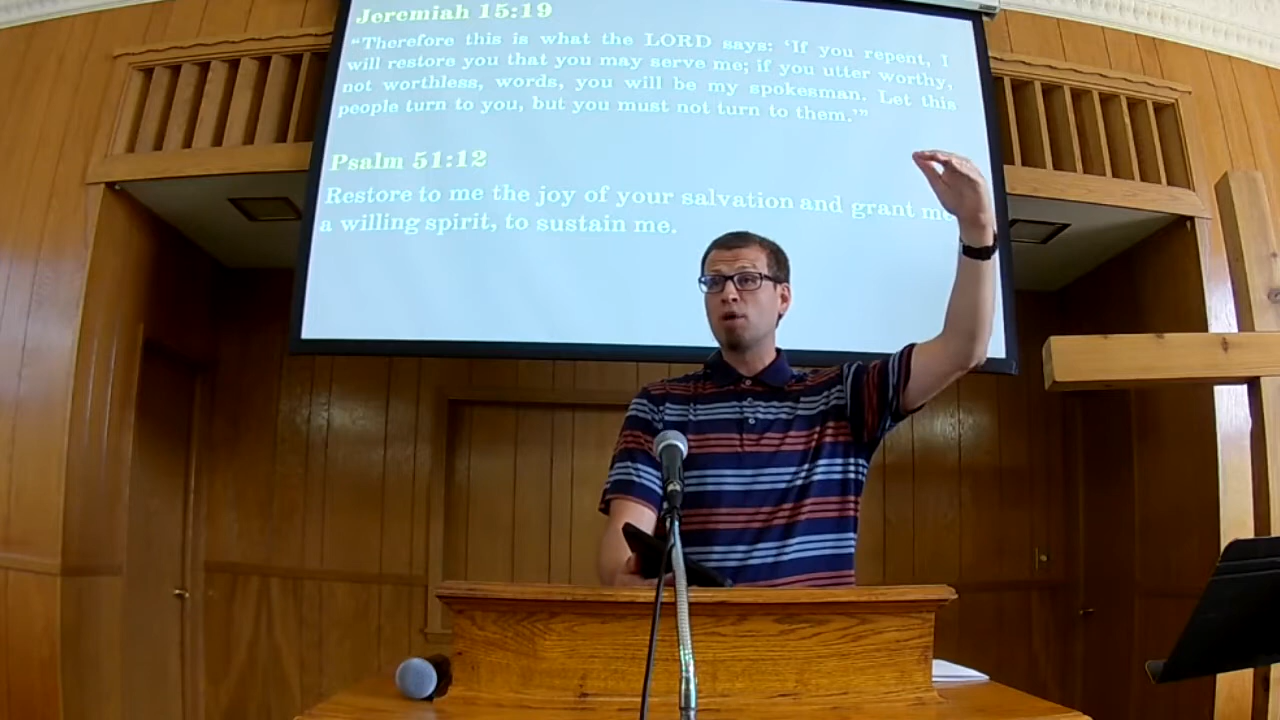 Jeremiah 15:19
“Therefore this is what the LORD says: ‘If you repent, I
will restore you that you may serve me; if you utter worthy,
not worthless, words, you will be my spokesman. Let this
people turn to you, but you must not turn to them.’”
Psalm 51:12
Restore to me the joy of your salvation and grant me
a willing spirit, to sustain me.